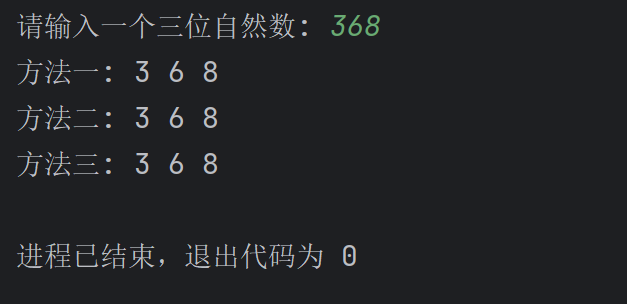 请输入一个三位自然数: 368
方法一: 3 6 8
方法二: 3 6 8
方法三: 3 6 8
进程已结束，退出代码为 0